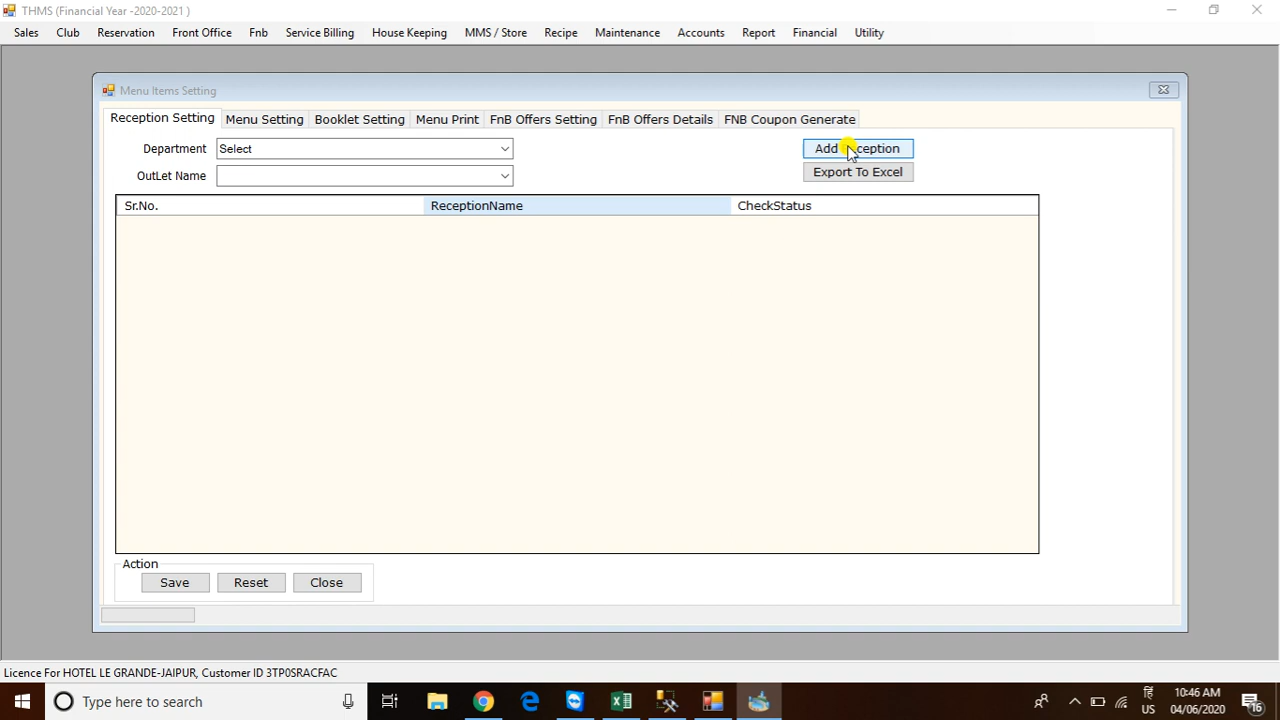 THMS (Financial Year -2020-2021 )
Sales Club Reservation Front Office Fnb Service Billing House Keeping MMS / Store Recipe Maintenance Accounts Report Financial Utility
Menu Items Setting
Reception Setting Menu Setting Booklet Setting Menu Print FnB Offers Setting FnB Offers Details FNB Coupon Generate
Department Select Add Reception
OutLet Name Export To Excel
Sr.No. ReceptionName CheckStatus
Action
Save Reset Close
Licence For HOTEL LE GRANDE-JAIPUR, Customer ID 3TP0SRACFAC
Type here to search
हि 10:46 AM
US 04/06/2020 16